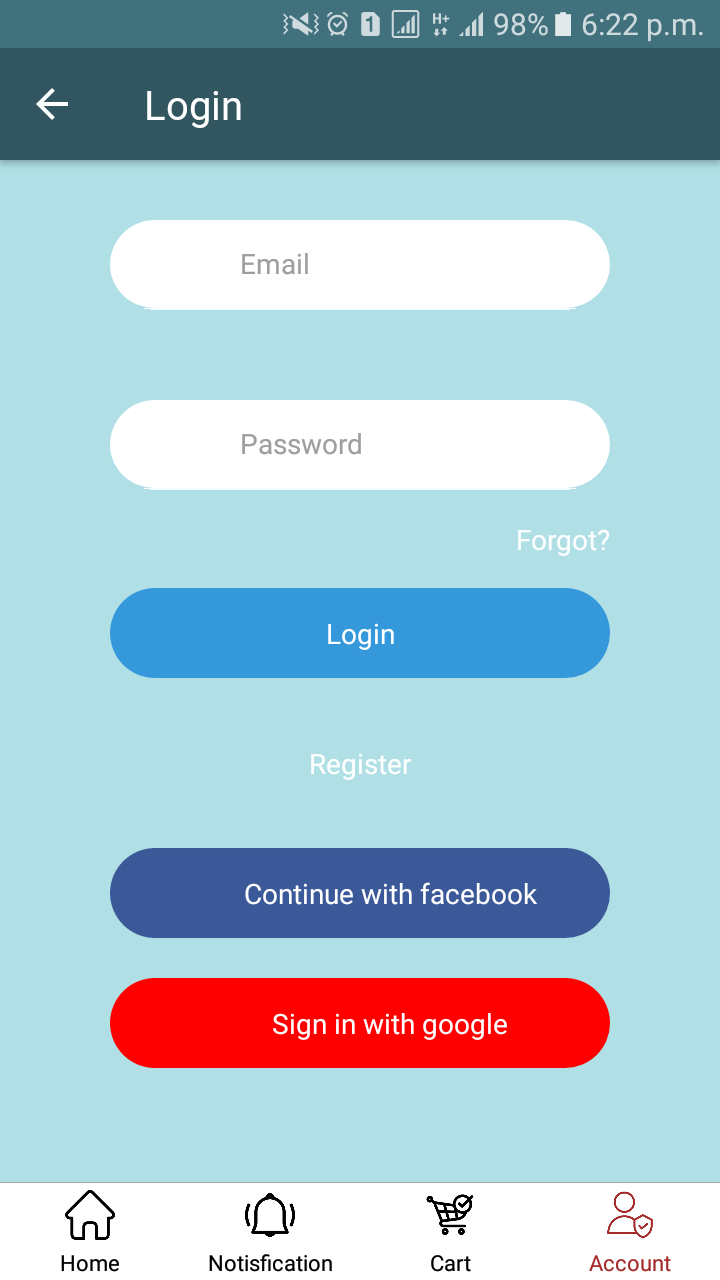 1 H+ 98% 6:22 p.m.
Login
Email
Password
Forgot?
Login
Register
Continue with facebook
Sign in with google
Home Notisfication Cart Account